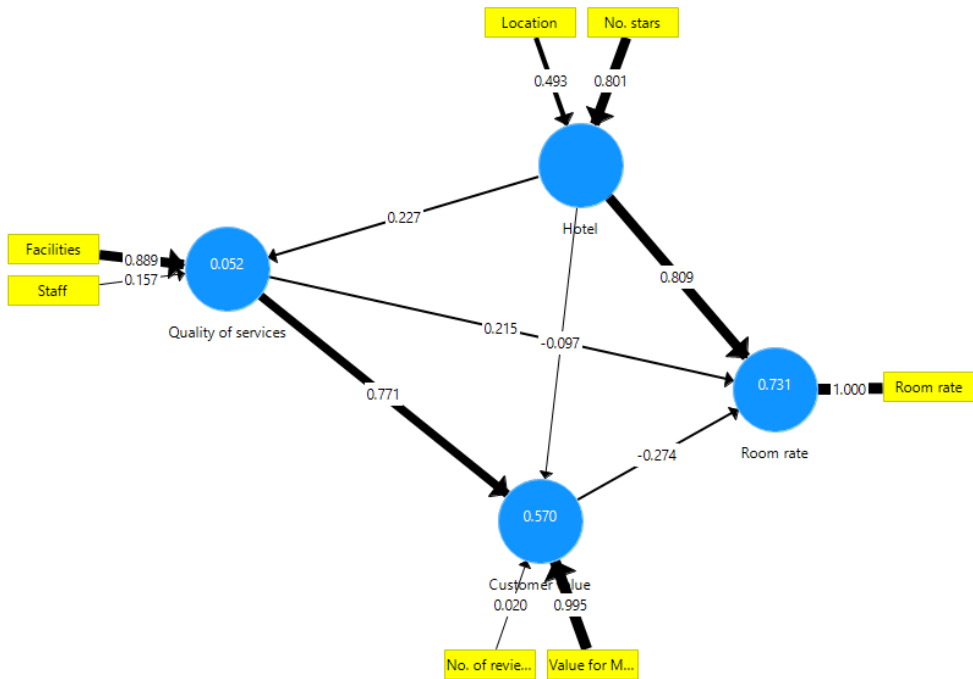 Location
No. stars
0.493
0.801
Hotel
0.227
Facilities
0.889
Staff
0.157
0.052
Quality of services
0.809
0.215
-0.097
0.771
0.731
1.000
Room rate
Room rate
-0.274
0.570
Customer value
0.020
0.995
No. of revie...
Value for M...